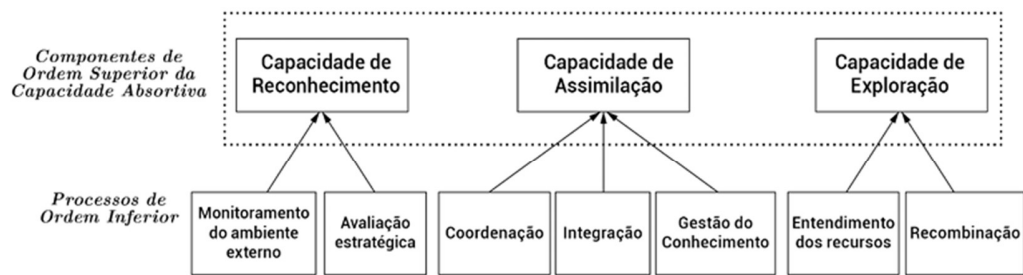 Componentes de
Ordem Superior da
Capacidade Absortiva
Capacidade de
Reconhecimento
Capacidade de
Assimilação
Capacidade de
Exploração
Processos de
Ordem Inferior
Monitoramento
do ambiente
externo
Avaliação
estratégica
Coordenação
Integração
Gestão do
Conhecimento
Entendimento
dos recursos
Recombinação